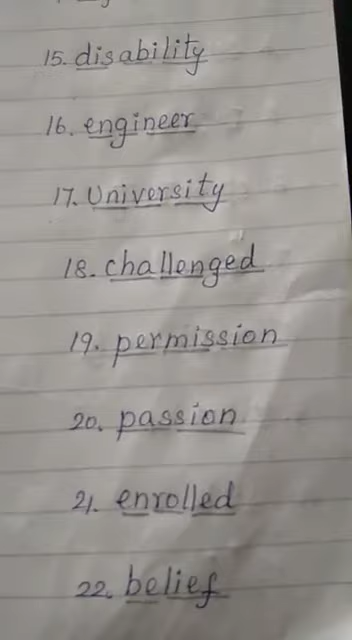 15. disability
16. engineer
17. University
18. challenged
19. permission
20. passion
21. enrolled
22. belief